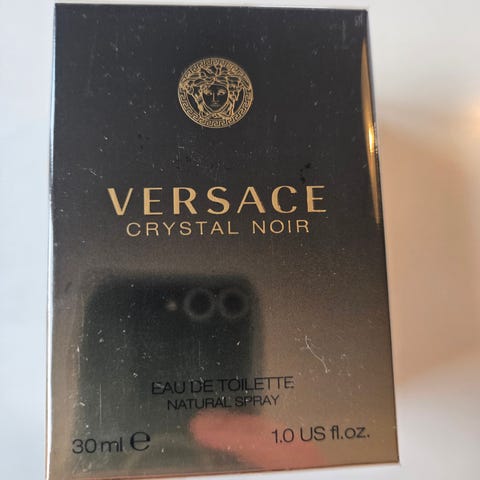 VERSACE
CRYSTAL NOIR
EAU DE TOILETTE
NATURAL SPRAY
30 ml ℮ 1.0 US fl.oz.